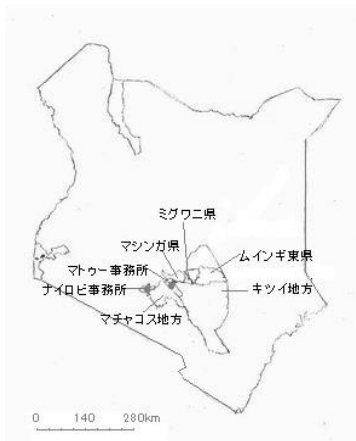 ミグワニ県
マシンガ県
ムインギ東県
マトゥー事務所
ナイロビ事務所
キツイ地方
マチャコス地方
0 140 280km